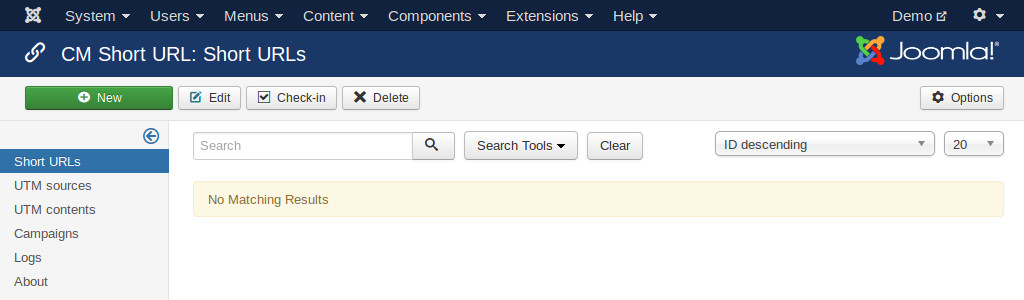 System Users Menus Content Components Extensions Help Demo
CM Short URL: Short URLs Joomla!®
New Edit Check-in Delete Options
Short URLs
UTM sources
UTM contents
Campaigns
Logs
About
Search Search Tools Clear ID descending 20
No Matching Results